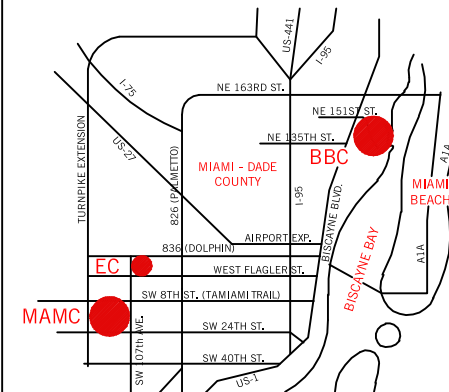 US-441
I-95
I-75
NE 163RD ST.
NE 151ST ST.
NE 135TH ST.
BBC
US-27
TURNPIKE EXTENSION
826 (PALMETTO)
MIAMI - DADE
COUNTY
I-95
BISCAYNE BLVD.
A1A
MIAMI
BEACH
AIRPORT EXP.
836 (DOLPHIN)
EC
WEST FLAGLER ST.
BISCAYNE BAY
A1A
SW 8TH ST. (TAMIAMI TRAIL)
MAMC
SW 24TH ST.
SW 107th AVE.
SW 40TH ST.
US-1